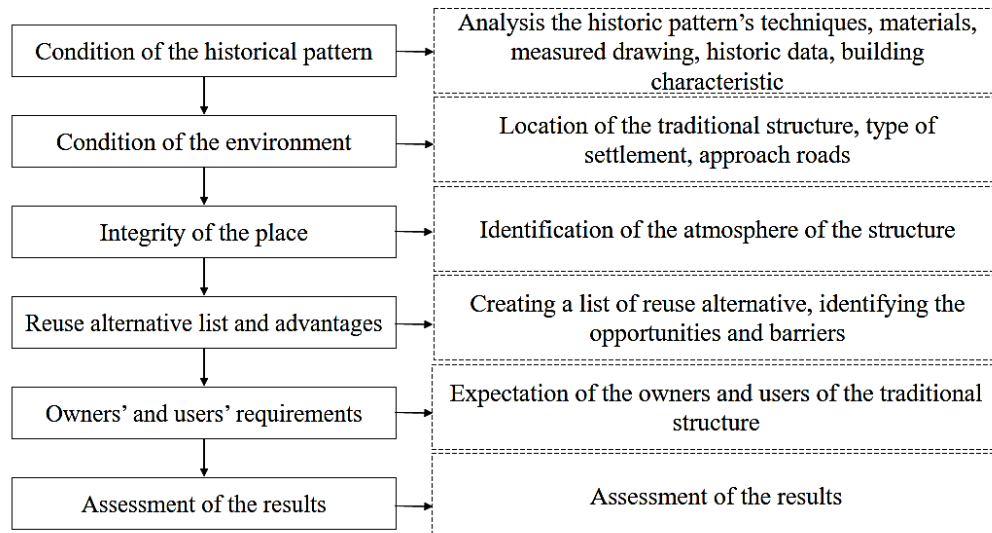 Condition of the historical pattern
Analysis the historic pattern’s techniques, materials,
measured drawing, historic data, building
characteristic
Condition of the environment
Location of the traditional structure, type of
settlement, approach roads
Integrity of the place
Identification of the atmosphere of the structure
Reuse alternative list and advantages
Creating a list of reuse alternative, identifying the
opportunities and barriers
Owners’ and users’ requirements
Expectation of the owners and users of the traditional
structure
Assessment of the results
Assessment of the results